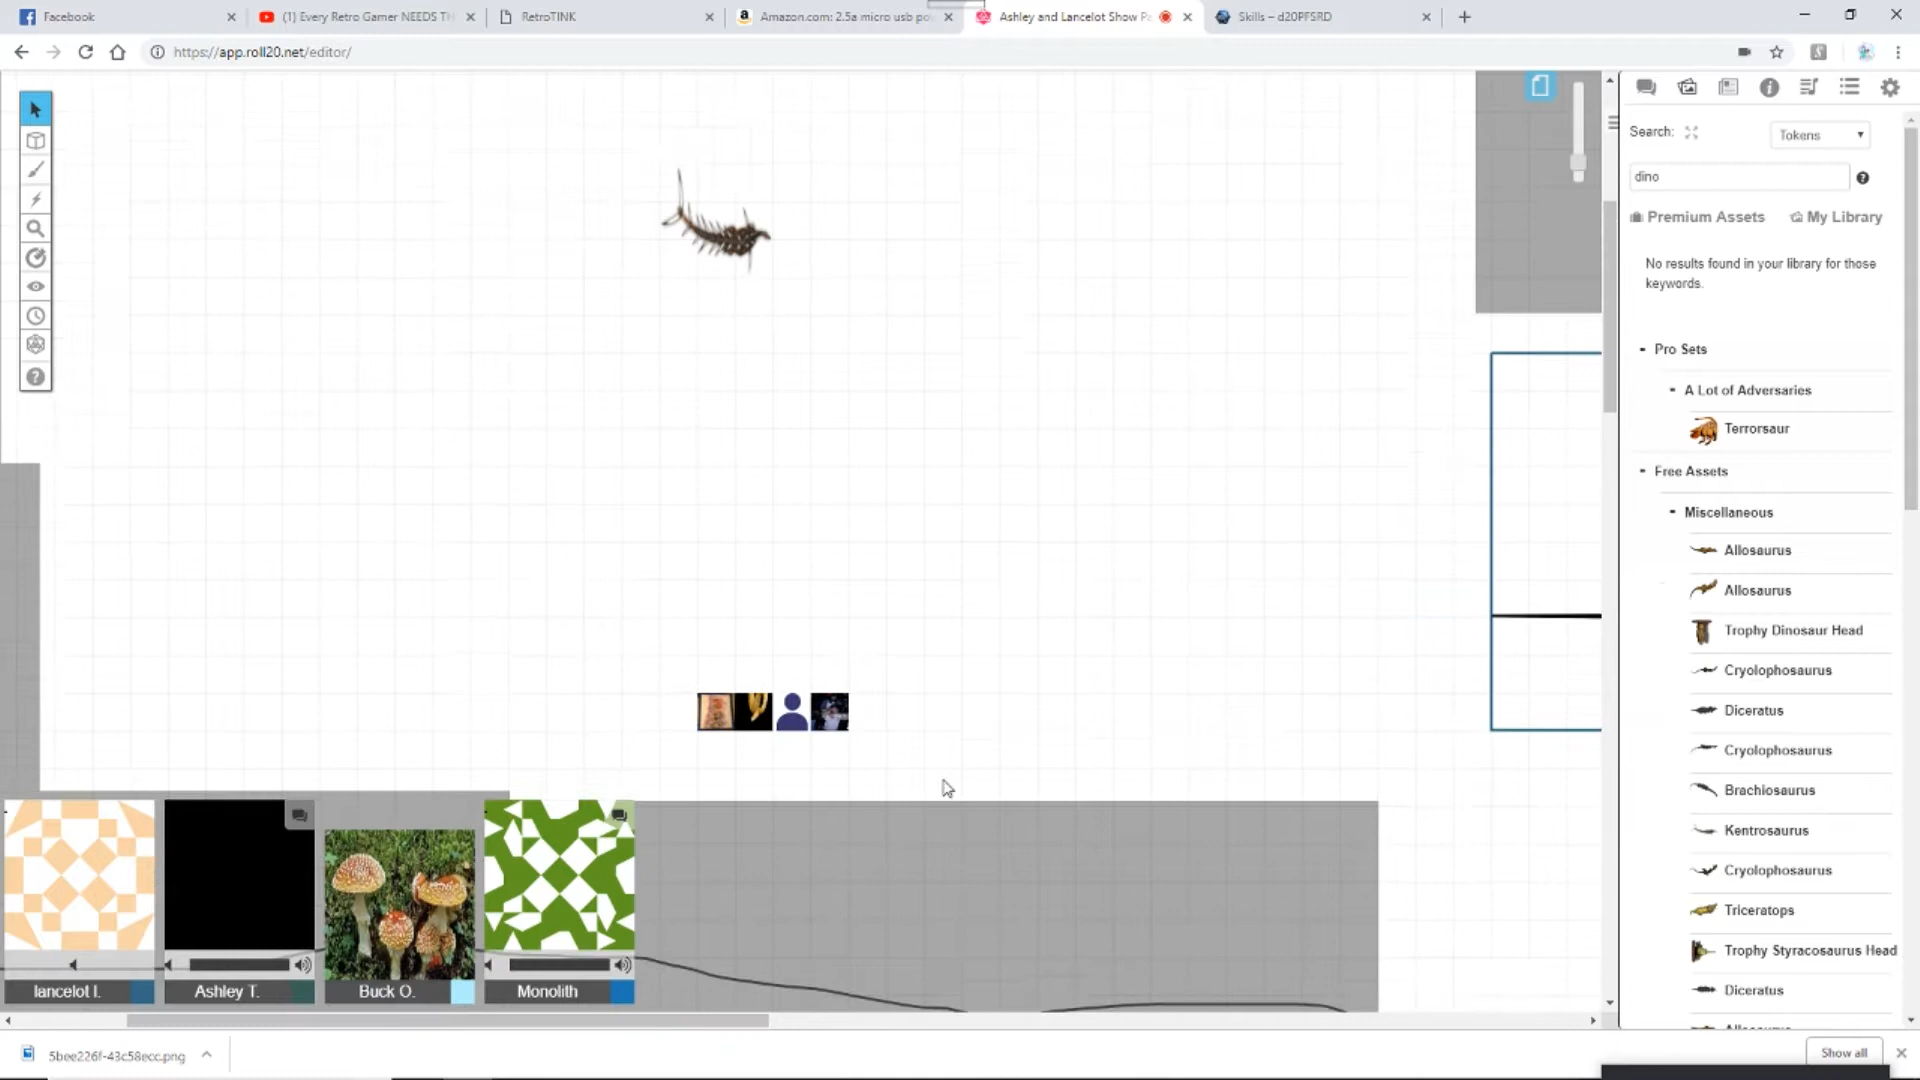 Facebook
(1) Every Retro Gamer NEEDS TH
RetroTINK
Amazon.com: 2.5a micro usb po
Ashley and Lancelot Show Pa
Skills – d20PFSRD
https://app.roll20.net/editor/
Search:
Tokens
dino
Premium Assets
My Library
No results found in your library for those
keywords.
Pro Sets
A Lot of Adversaries
Terrorsaur
Free Assets
Miscellaneous
Allosaurus
Allosaurus
Trophy Dinosaur Head
Cryolophosaurus
Diceratus
Cryolophosaurus
Brachiosaurus
Kentrosaurus
Cryolophosaurus
Triceratops
Trophy Styracosaurus Head
Diceratus
lancelot l.
Ashley T.
Buck O.
Monolith
5bee226f-43c58ecc.png
Show all